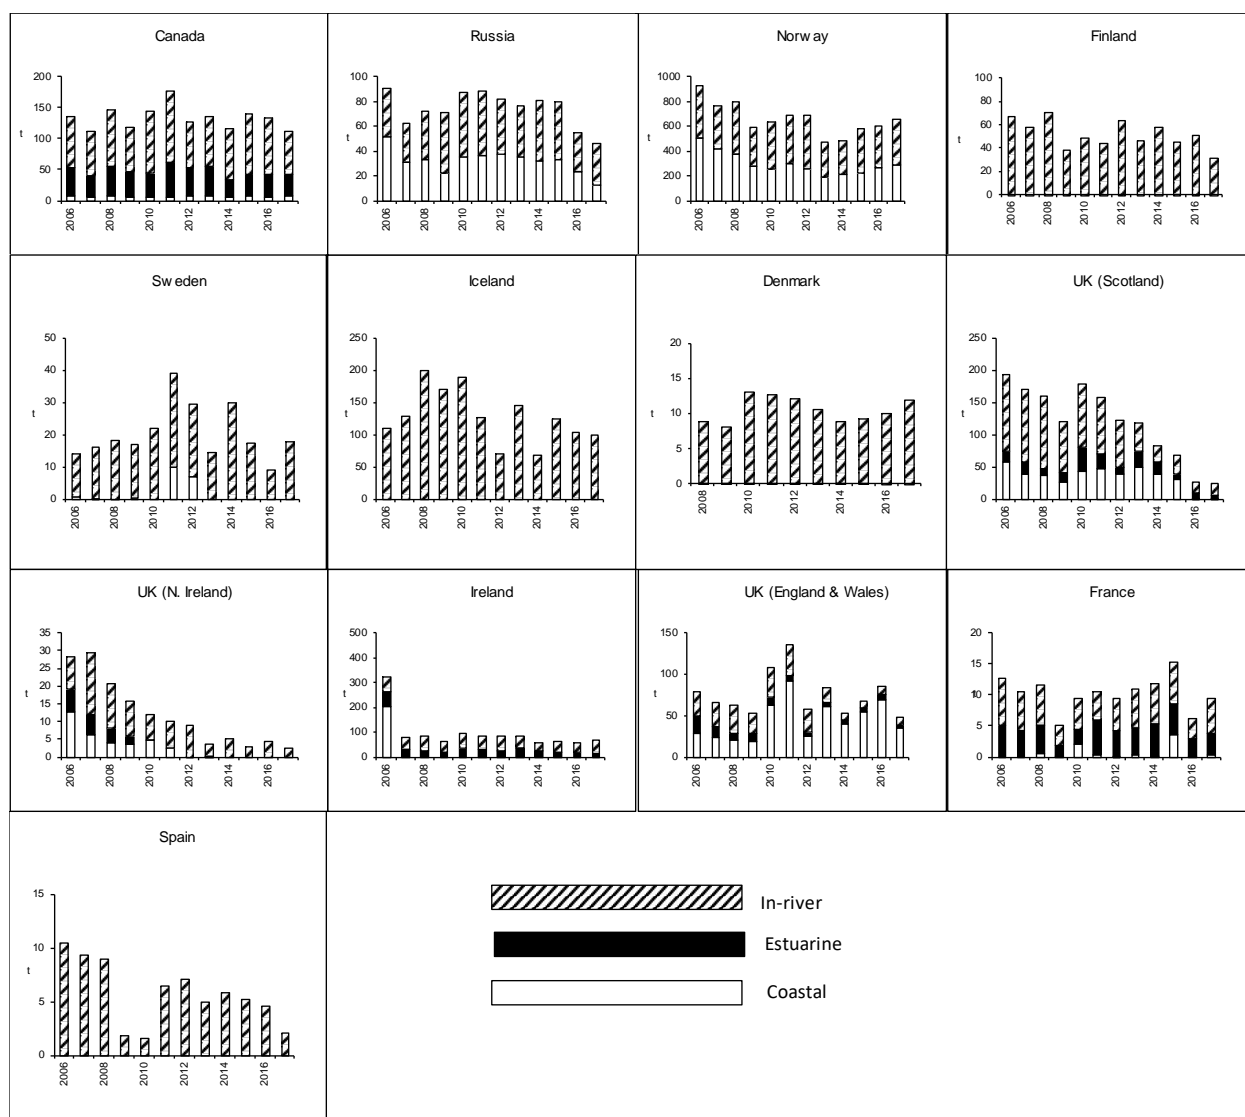 Canada
200
150
t
100
50
0
2006 2008 2010 2012 2014 2016
Russia
100
80
60
t
40
20
0
2006 2008 2010 2012 2014 2016
Norway
1000
800
600
t
400
200
0
2006 2008 2010 2012 2014 2016
Finland
100
80
60
t
40
20
0
2006 2008 2010 2012 2014 2016
Sweden
50
40
30
t
20
10
0
2006 2008 2010 2012 2014 2016
Iceland
250
200
150
t
100
50
0
2006 2008 2010 2012 2014 2016
Denmark
20
15
t
10
5
0
2008 2010 2012 2014 2016
UK (Scotland)
250
200
150
t
100
50
0
2006 2008 2010 2012 2014 2016
UK (N. Ireland)
35
30
25
20
t
15
10
5
0
2006 2008 2010 2012 2014 2016
Ireland
500
400
300
t
200
100
0
2006 2008 2010 2012 2014 2016
UK (England & Wales)
150
100
t
50
0
2006 2008 2010 2012 2014 2016
France
20
15
t
10
5
0
2006 2008 2010 2012 2014 2016
Spain
15
10
t
5
0
2006 2008 2010 2012 2014 2016
In-river
Estuarine
Coastal